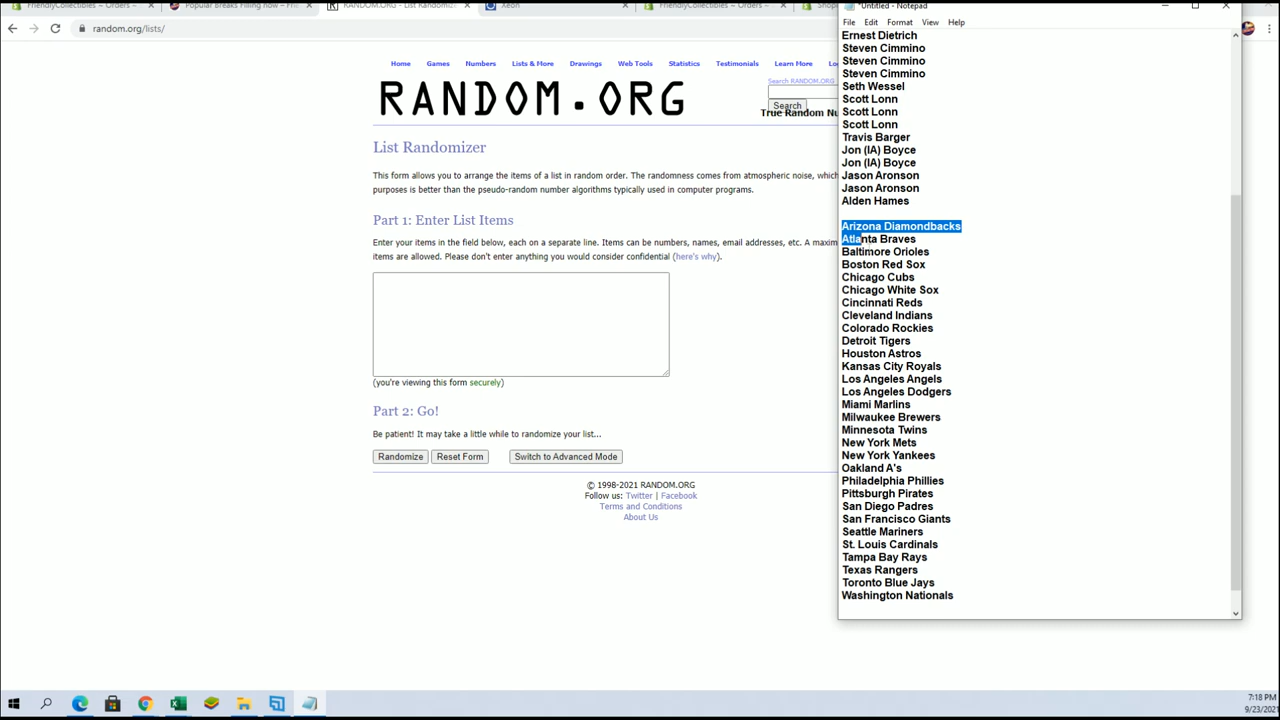 FriendlyCollectibles – Orders –
Popular Breaks Filling now – Fri
RANDOM.ORG - List Randomizer
Xeon
FriendlyCollectibles – Orders –
Shop
random.org/lists/
Home Games Numbers Lists & More Drawings Web Tools Statistics Testimonials Learn More Lo
Search RANDOM.ORG
RANDOM.ORG
Search
True Random Nu
List Randomizer
This form allows you to arrange the items of a list in random order. The randomness comes from atmospheric noise, which
purposes is better than the pseudo-random number algorithms typically used in computer programs.
Part 1: Enter List Items
Enter your items in the field below, each on a separate line. Items can be numbers, names, email addresses, etc. A maxim
items are allowed. Please don't enter anything you would consider confidential (here's why).
(you're viewing this form securely)
Part 2: Go!
Be patient! It may take a little while to randomize your list...
Randomize Reset Form Switch to Advanced Mode
© 1998-2021 RANDOM.ORG
Follow us: Twitter | Facebook
Terms and Conditions
About Us
*Untitled - Notepad
File Edit Format View Help
Ernest Dietrich
Steven Cimmino
Steven Cimmino
Steven Cimmino
Seth Wessel
Scott Lonn
Scott Lonn
Scott Lonn
Travis Barger
Jon (IA) Boyce
Jon (IA) Boyce
Jason Aronson
Jason Aronson
Alden Hames
Arizona Diamondbacks
Atlanta Braves
Baltimore Orioles
Boston Red Sox
Chicago Cubs
Chicago White Sox
Cincinnati Reds
Cleveland Indians
Colorado Rockies
Detroit Tigers
Houston Astros
Kansas City Royals
Los Angeles Angels
Los Angeles Dodgers
Miami Marlins
Milwaukee Brewers
Minnesota Twins
New York Mets
New York Yankees
Oakland A's
Philadelphia Phillies
Pittsburgh Pirates
San Diego Padres
San Francisco Giants
Seattle Mariners
St. Louis Cardinals
Tampa Bay Rays
Texas Rangers
Toronto Blue Jays
Washington Nationals
7:18 PM
9/23/2021